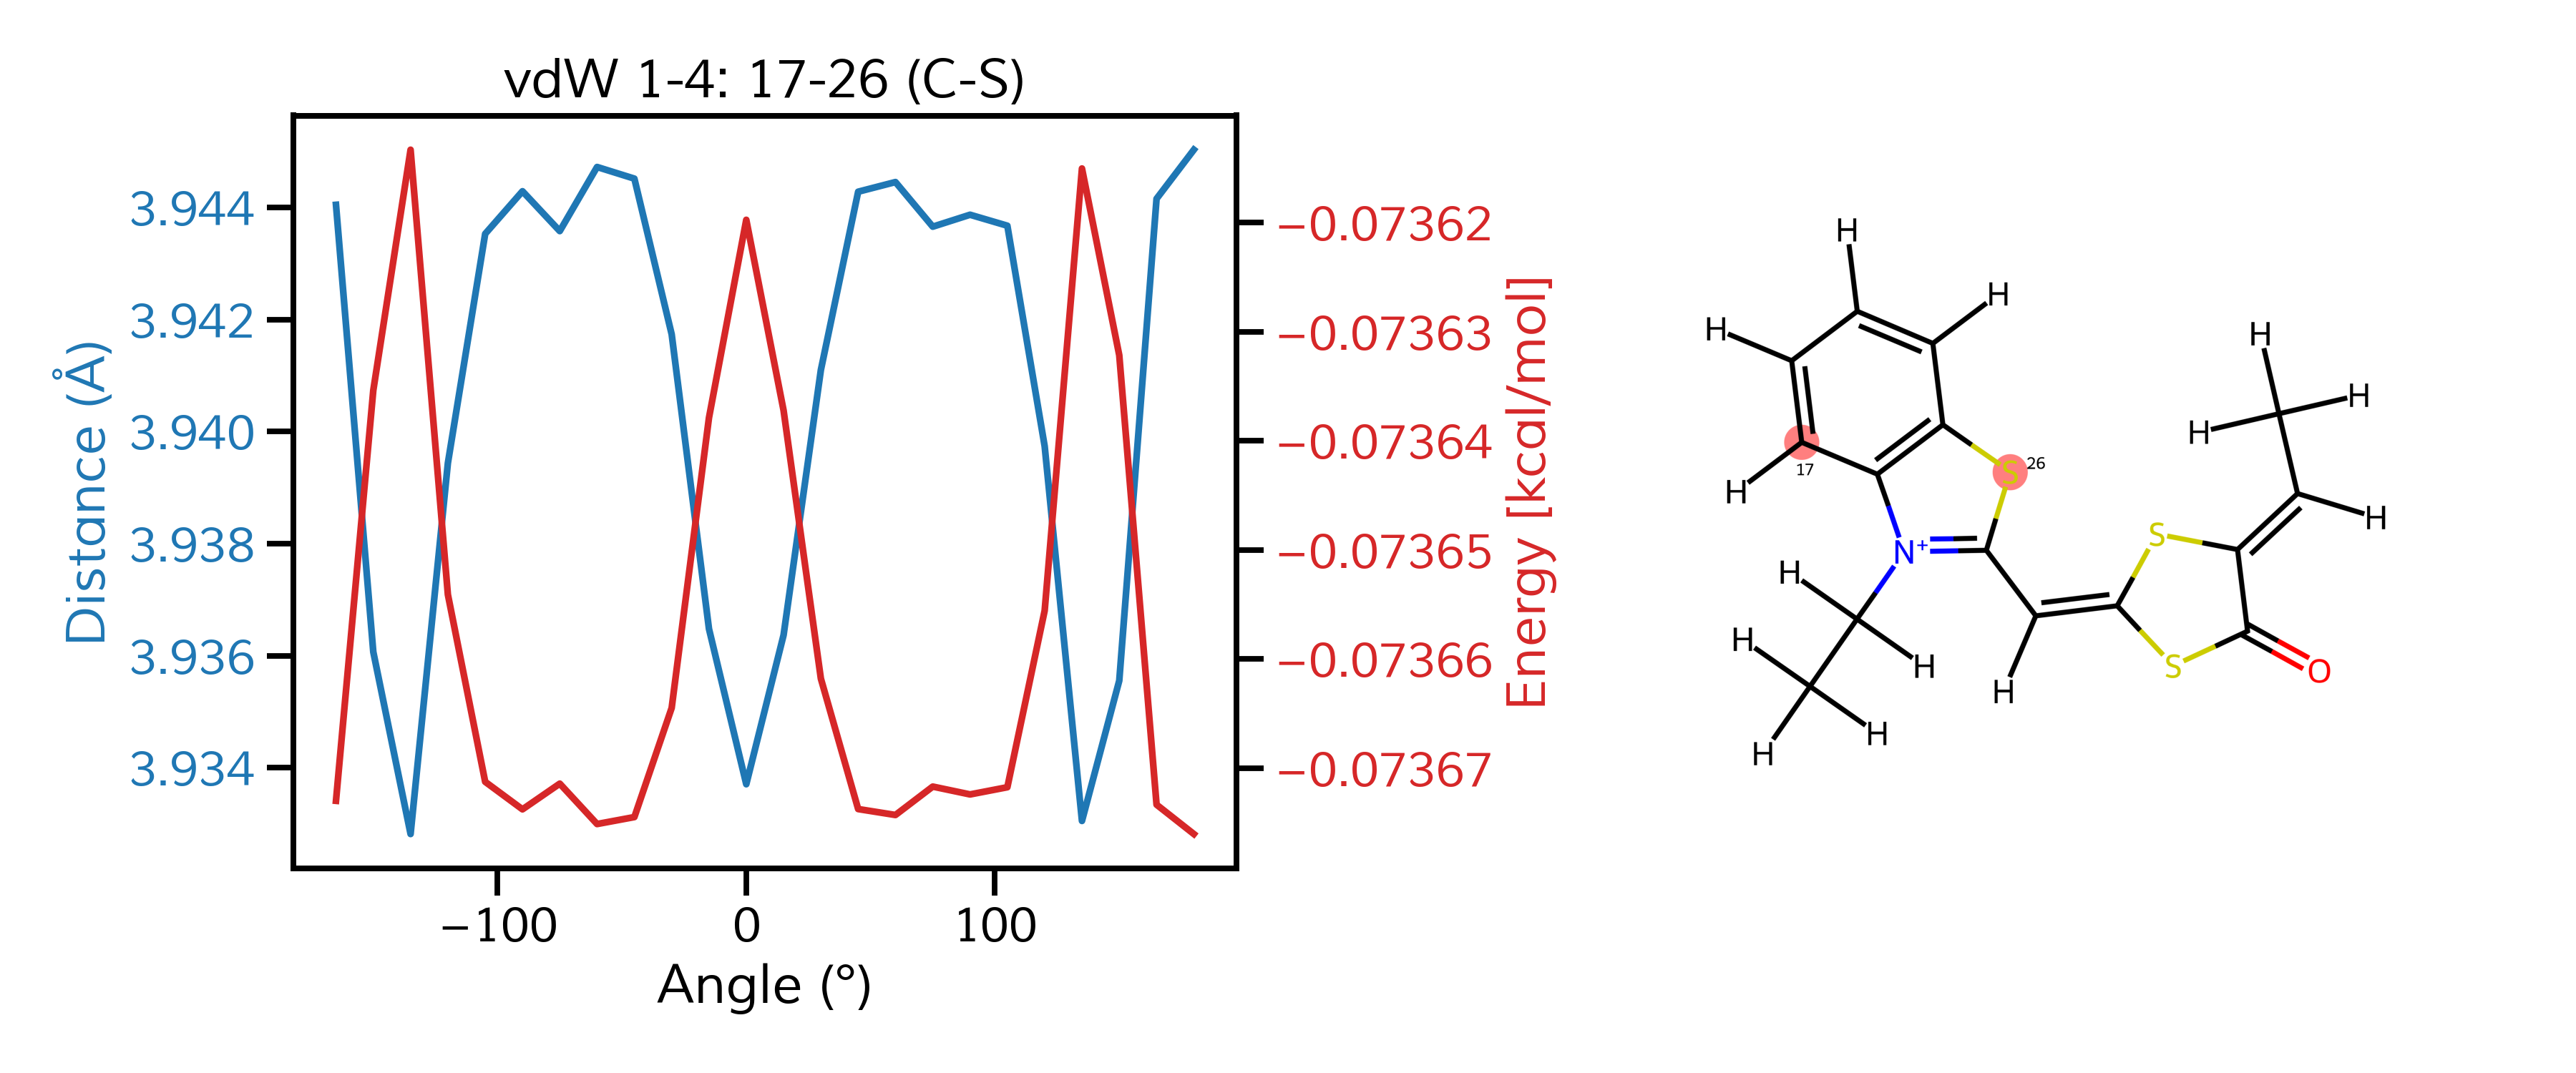 vdW 1-4: 17-26 (C-S)
Distance (Å)
3.944
3.942
3.940
3.938
3.936
3.934
−0.07362
−0.07363
−0.07364
−0.07365
−0.07366
−0.07367
Energy [kcal/mol]
−100
0
100
Angle (°)
H
H
H
H
17
S
26
N+
H
H
H
H
H
H
S
S
O
H
H
H
H